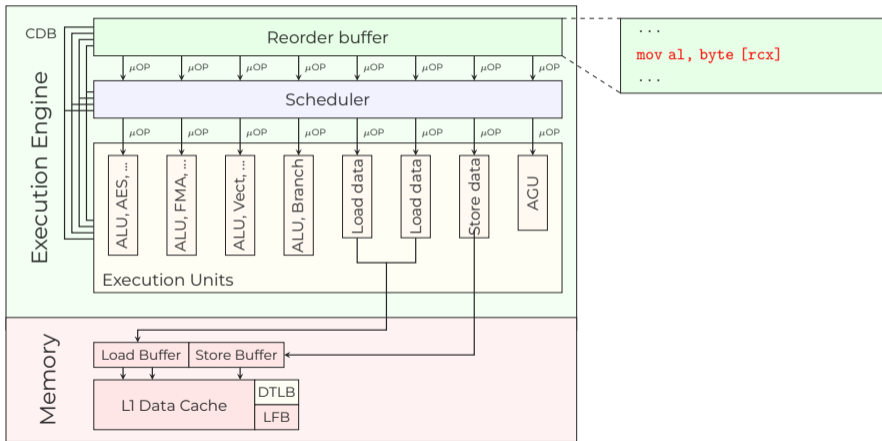 CDB
Reorder buffer
...
mov al, byte [rcx]
...
μOP μOP μOP μOP μOP μOP μOP μOP
Execution Engine
Scheduler
μOP μOP μOP μOP μOP μOP μOP μOP
ALU, AES, ...
ALU, FMA, ...
ALU, Vect, ...
ALU, Branch
Load data
Load data
Store data
AGU
Execution Units
Memory
Load Buffer
Store Buffer
L1 Data Cache
DTLB
LFB